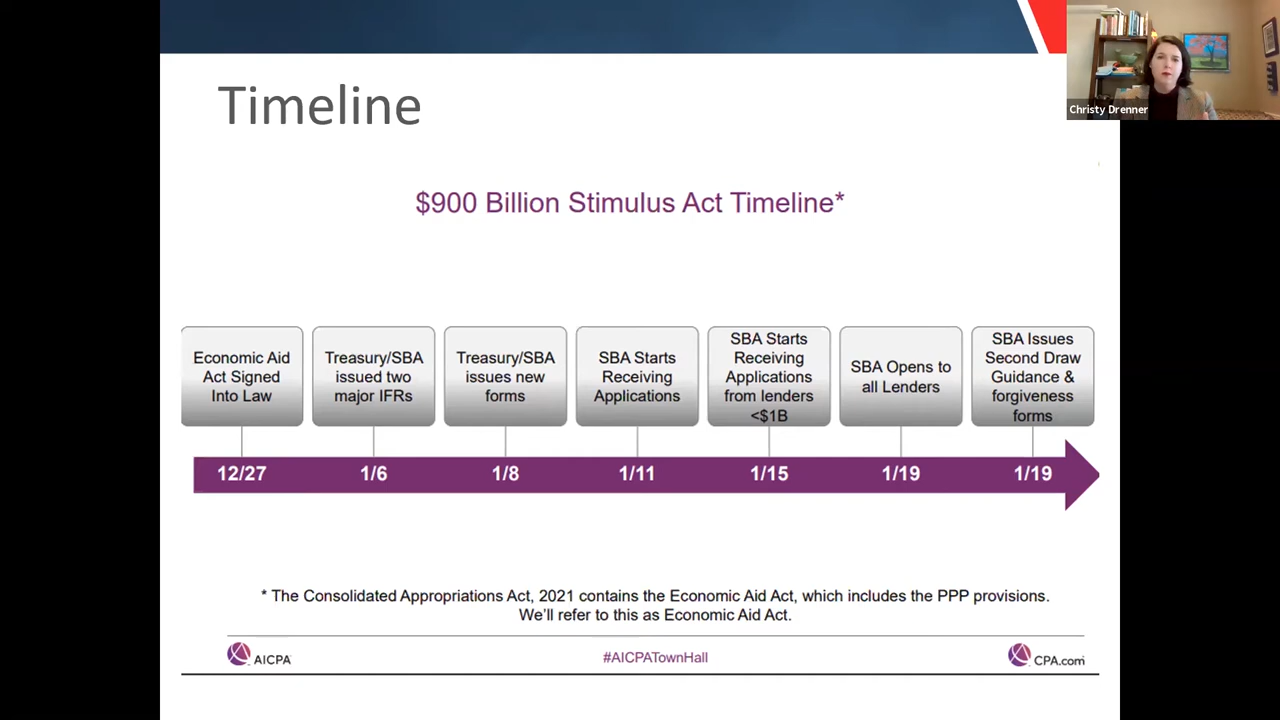 Timeline
Christy Drenner
$900 Billion Stimulus Act Timeline*
Economic Aid
Act Signed
Into Law
Treasury/SBA
issued two
major IFRs
Treasury/SBA
issues new
forms
SBA Starts
Receiving
Applications
SBA Starts
Receiving
Applications
from lenders
<$1B
SBA Opens to
all Lenders
SBA Issues
Second Draw
Guidance &
forgiveness
forms
12/27
1/6
1/8
1/11
1/15
1/19
1/19
* The Consolidated Appropriations Act, 2021 contains the Economic Aid Act, which includes the PPP provisions.
We'll refer to this as Economic Aid Act.
AICPA
#AICPATownHall
CPA.com